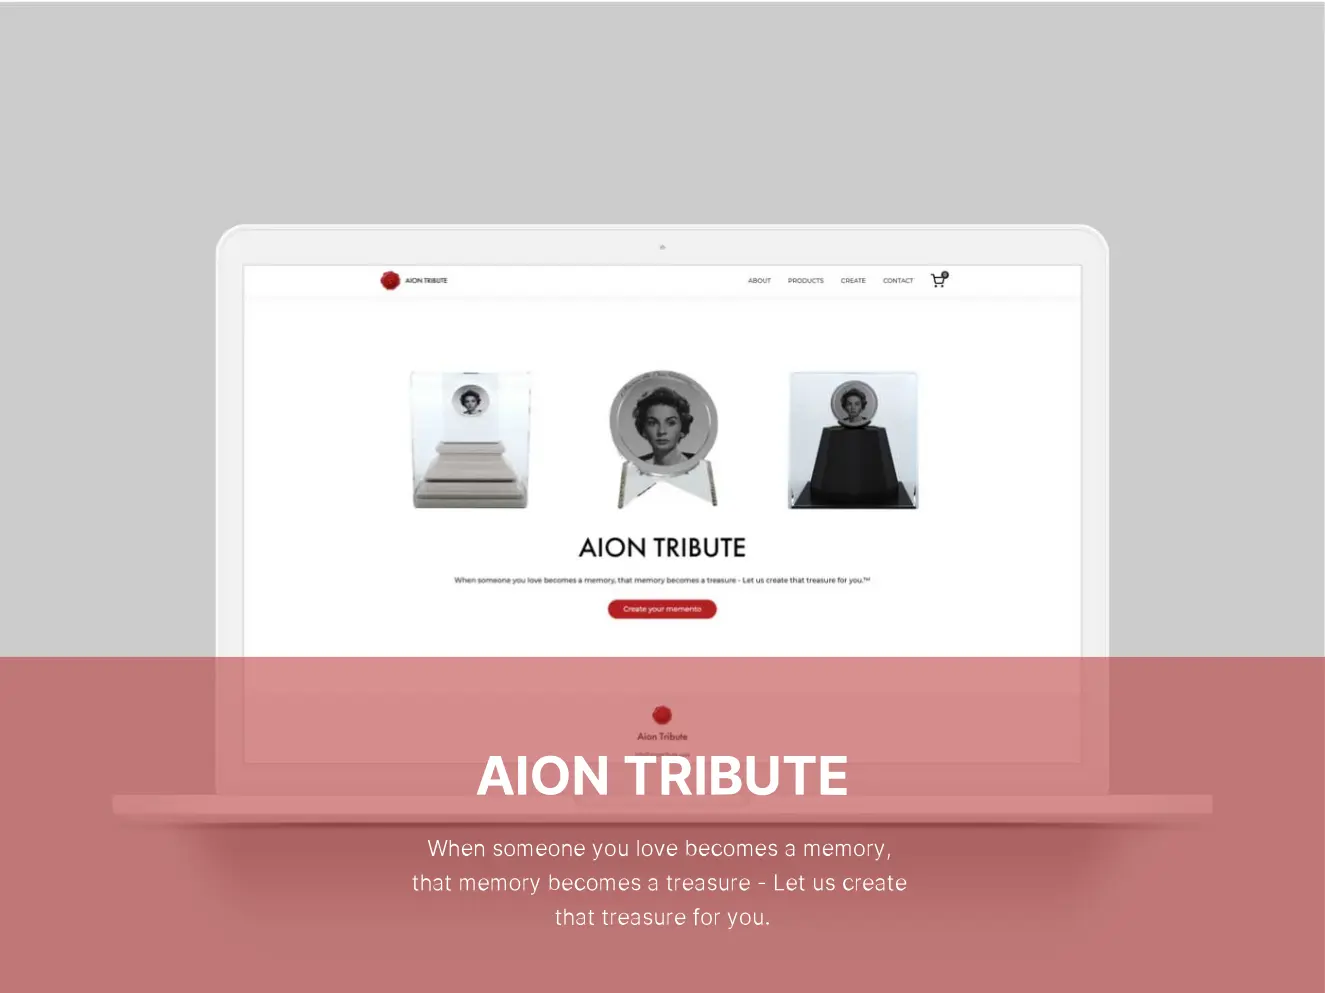 AION TRIBUTE
ABOUT PRODUCTS CREATE CONTACT
AION TRIBUTE
When someone you love becomes a memory, that memory becomes a treasure - Let us create that treasure for you.™
Create your memento
Aion Tribute
AION TRIBUTE
When someone you love becomes a memory,
that memory becomes a treasure - Let us create
that treasure for you.